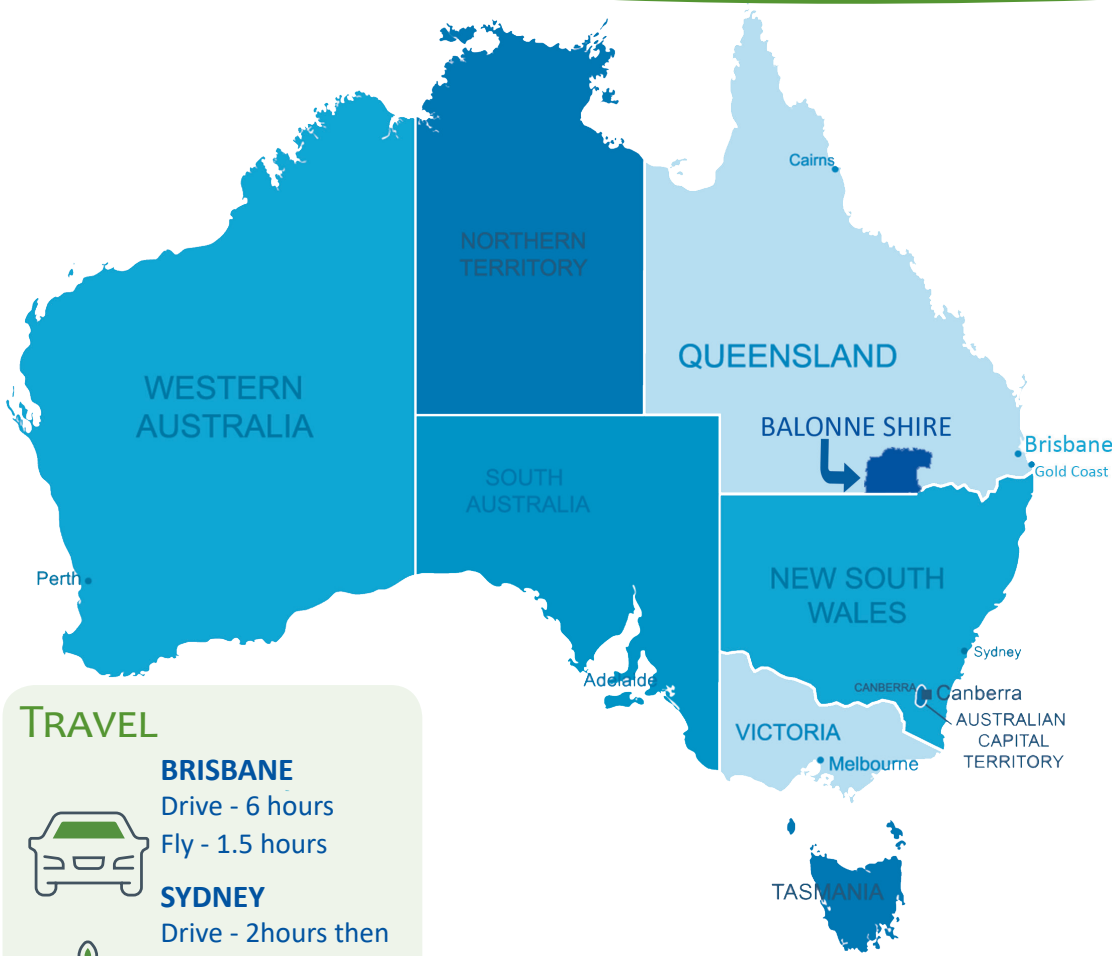 Cairns
NORTHERN
TERRITORY
QUEENSLAND
WESTERN
AUSTRALIA
BALONNE SHIRE
Brisbane
Gold Coast
SOUTH
AUSTRALIA
Perth
NEW SOUTH
WALES
Sydney
Adelaide
CANBERRA
Canberra
AUSTRALIAN
CAPITAL
TERRITORY
VICTORIA
Melbourne
TASMANIA
TRAVEL
BRISBANE
Drive - 6 hours
Fly - 1.5 hours
SYDNEY
Drive - 2hours then